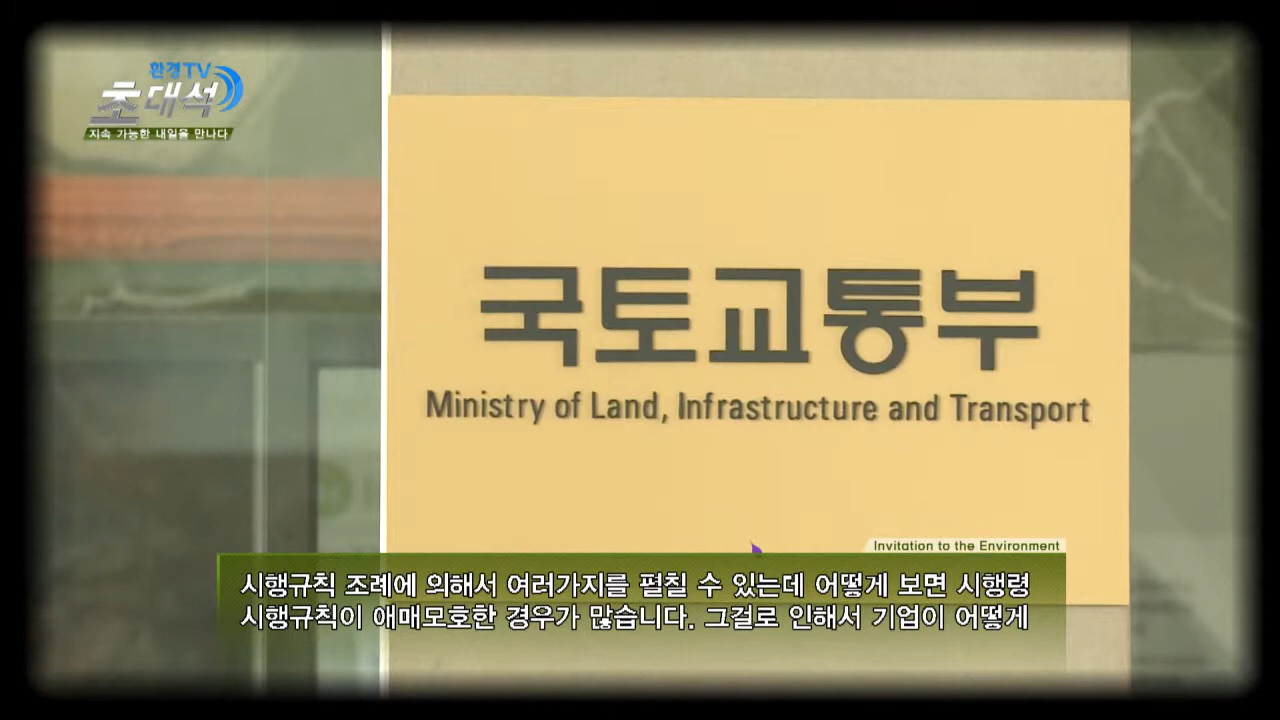 환경TV
초대석
지속 가능한 내일을 만나다
국토교통부
Ministry of Land, Infrastructure and Transport
Invitation to the Environment
시행규칙 조례에 의해서 여러가지를 펼칠 수 있는데 어떻게 보면 시행령
시행규칙이 애매모호한 경우가 많습니다. 그걸로 인해서 기업이 어떻게